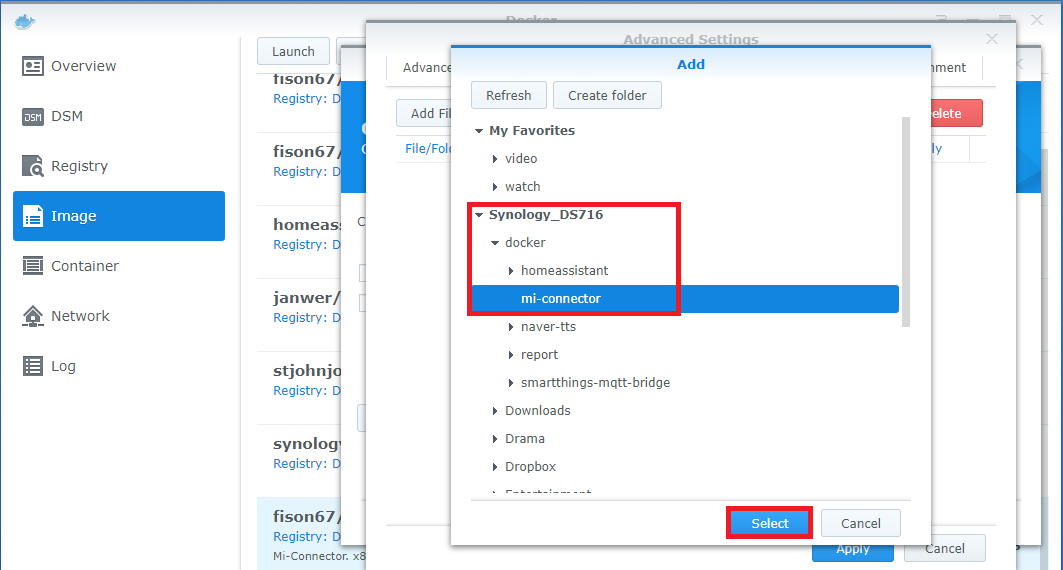 Docker
Overview
DSM
Registry
Image
Container
Network
Log
Launch
fison67/
Registry: D
fison67/
Registry: D
homeass
Registry: D
janwer/
Registry: D
stjohnjo
Registry: D
synology
Registry: D
fison67/
Registry: D
Mi-Connector. x8
Advanced Settings
Advance
nment
Add Fil
elete
File/Fold
ly
Add
Refresh
Create folder
My Favorites
video
watch
Synology_DS716
docker
homeassistant
mi-connector
naver-tts
report
smartthings-mqtt-bridge
Downloads
Drama
Dropbox
Entertainment
Select
Cancel
Apply
Cancel